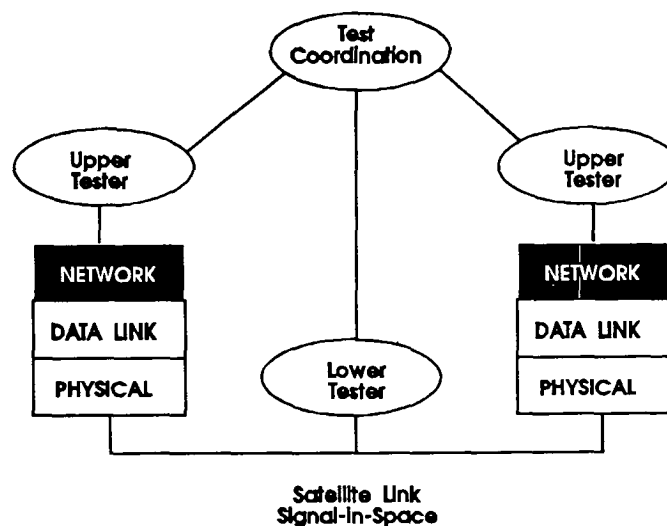 Test
Coordination
Upper
Tester
Upper
Tester
NETWORK
DATA LINK
PHYSICAL
Lower
Tester
NETWORK
DATA LINK
PHYSICAL
Satellite Link
Signal-in-Space